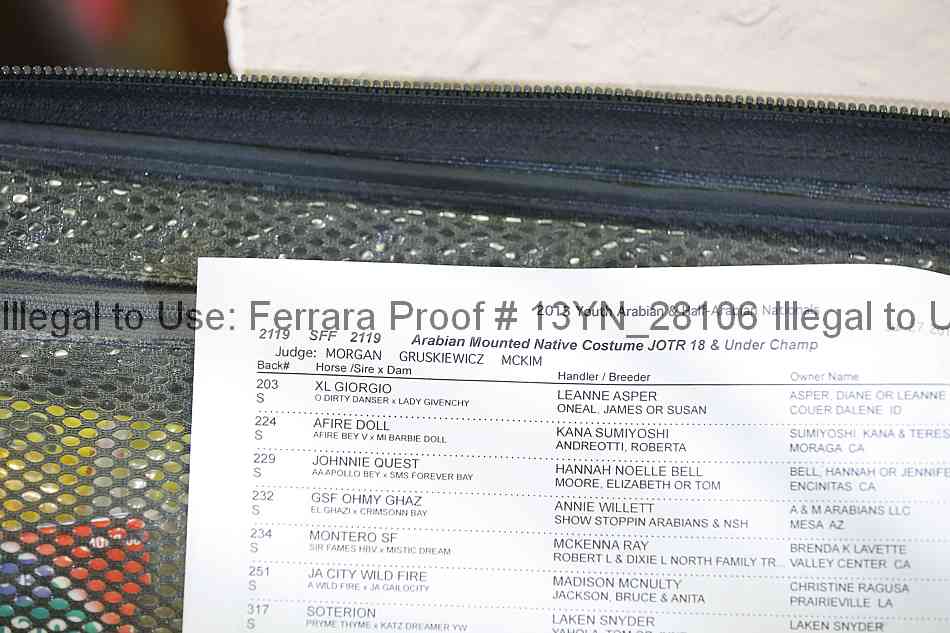 2013 Youth Arabian & Half-Arabian Nationals
Illegal to Use: Ferrara Proof # 13YN_28106 Illegal to U
2119 SFF 2119 Arabian Mounted Native Costume JOTR 18 & Under Champ
Judge: MORGAN GRUSKIEWICZ MCKIM
Back# Horse /Sire x Dam Handler / Breeder Owner Name
203 XL GIORGIO LEANNE ASPER ASPER, DIANE OR LEANNE
S O DIRTY DANSER x LADY GIVENCHY ONEAL, JAMES OR SUSAN COUER DALENE ID
224 AFIRE DOLL KANA SUMIYOSHI SUMIYOSHI KANA & TERES
S AFIRE BEY V x MI BARBIE DOLL ANDREOTTI, ROBERTA MORAGA CA
229 JOHNNIE QUEST HANNAH NOELLE BELL BELL, HANNAH OR JENNIF
S AA APOLLO BEY x SMS FOREVER BAY MOORE, ELIZABETH OR TOM ENCINITAS CA
232 GSF OHMY GHAZ ANNIE WILLETT A & M ARABIANS LLC
S EL GHAZI x CRIMSONN BAY SHOW STOPPIN ARABIANS & NSH MESA AZ
234 MONTERO SF MCKENNA RAY BRENDA K LAVETTE
S SIR FAMES HBV x MISTIC DREAM ROBERT L & DIXIE L NORTH FAMILY TR... VALLEY CENTER CA
251 JA CITY WILD FIRE MADISON MCNULTY CHRISTINE RAGUSA
S A WILD FIRE x JA GAILOCITY JACKSON, BRUCE & ANITA PRAIRIEVILLE LA
317 SOTERION LAKEN SNYDER LAKEN SNYDER
S PRYME THYME x KATZ DREAMER YW